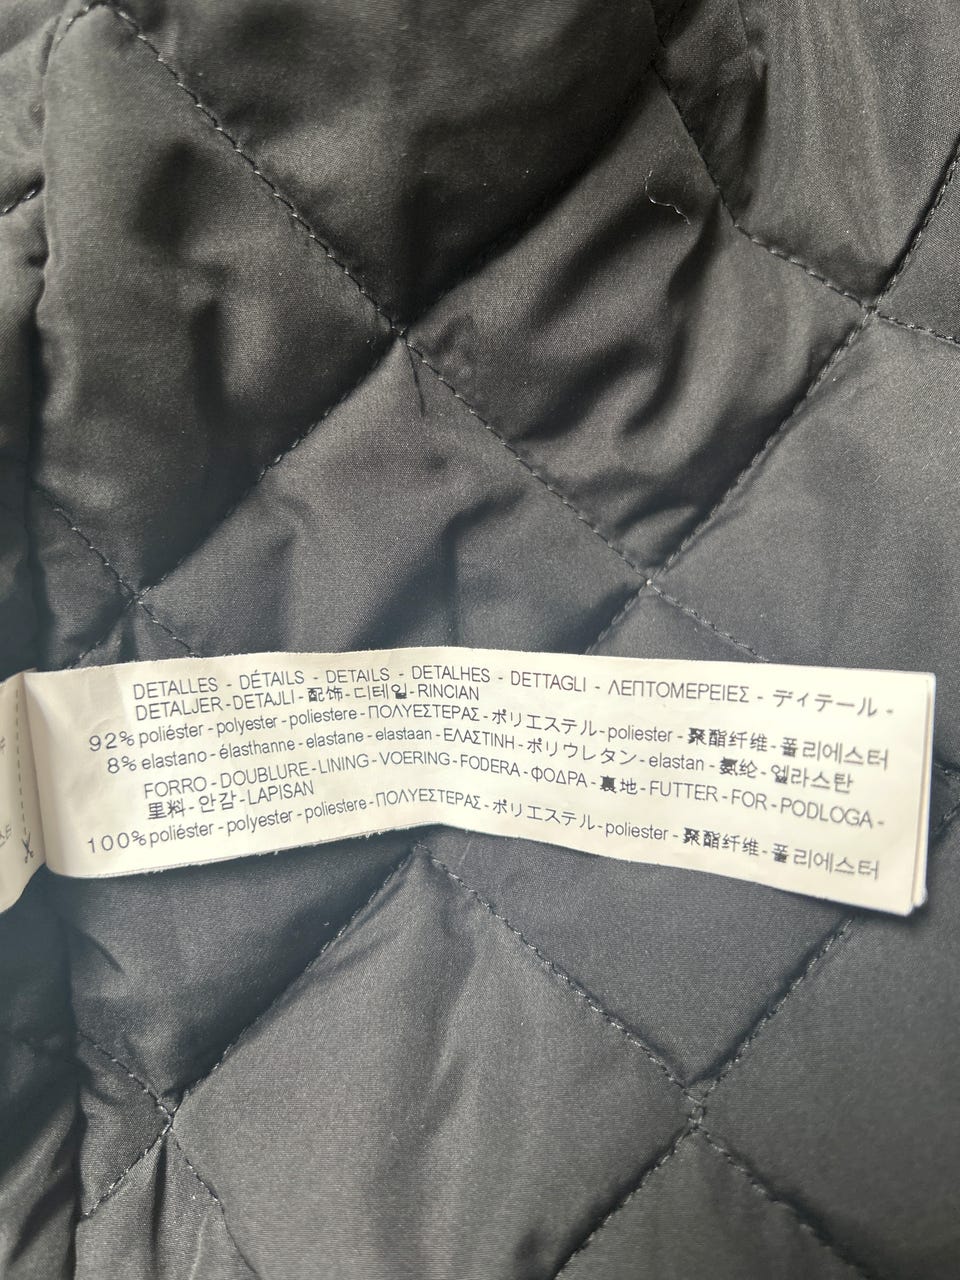 DETALLES - DÉTAILS - DETAILS - DETALHES - DETTAGLI - ΛΕΠΤΟΜΕΡΕΙΕΣ - ディテール -
DETALJER - DETAJLI - 配饰 - 디테일 - RINCIAN
92% poliéster - polyester - poliestere - ΠΟΛΥΕΣΤΕΡΑΣ - ポリエステル - poliester - 聚酯纤维 - 폴리에스터
8% elastano - élasthanne - elastane - elastaan - ΕΛΑΣΤΙΝΗ - ポリウレタン - elastan - 氨纶 - 엘라스탄
FORRO - DOUBLURE - LINING - VOERING - FODERA - ΦΟΔΡΑ - 裏地 - FUTTER - FOR - PODLOGA -
里料 - 안감 - LAPISAN
100% poliéster - polyester - poliestere - ΠΟΛΥΕΣΤΕΡΑΣ - ポリエステル - poliester - 聚酯纤维 - 폴리에스터